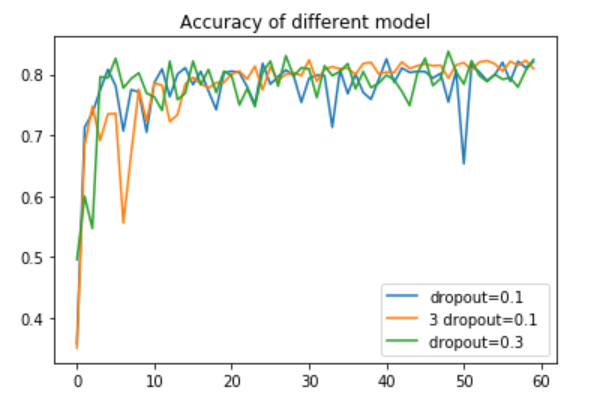 Accuracy of different model
0.8
0.7
0.6
0.5
0.4
0 10 20 30 40 50 60
dropout=0.1
3 dropout=0.1
dropout=0.3